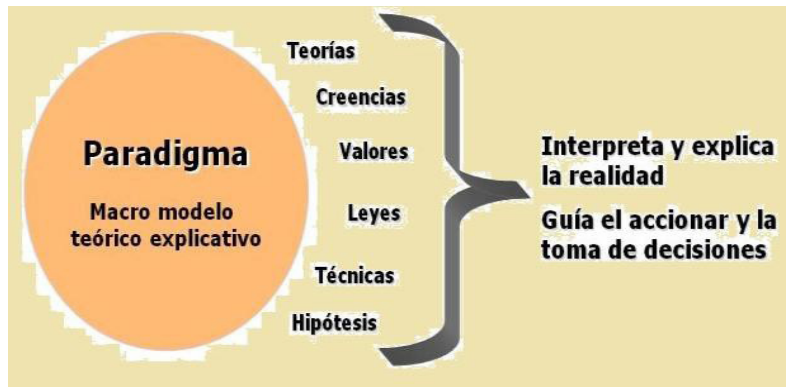 Paradigma
Macro modelo
teórico explicativo
Teorías
Creencias
Valores
Leyes
Técnicas
Hipótesis
Interpreta y explica
la realidad
Guía el accionar y la
toma de decisiones